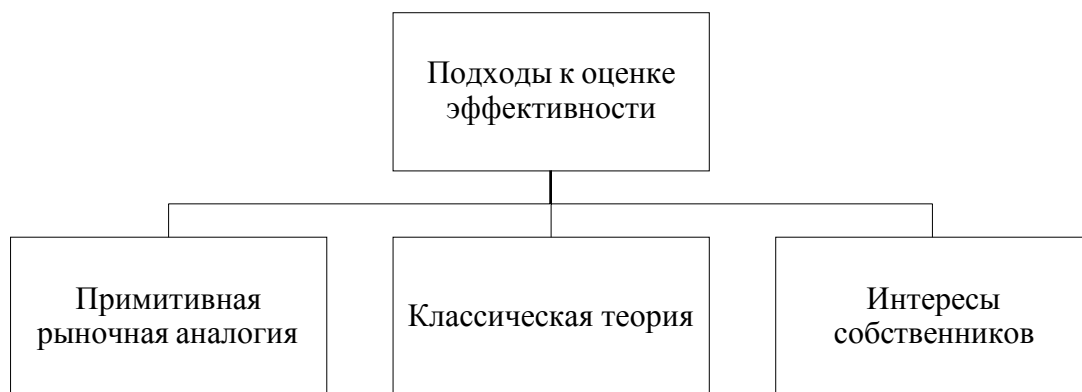 Подходы к оценке
эффективности
Примитивная
рыночная аналогия
Классическая теория
Интересы
собственников